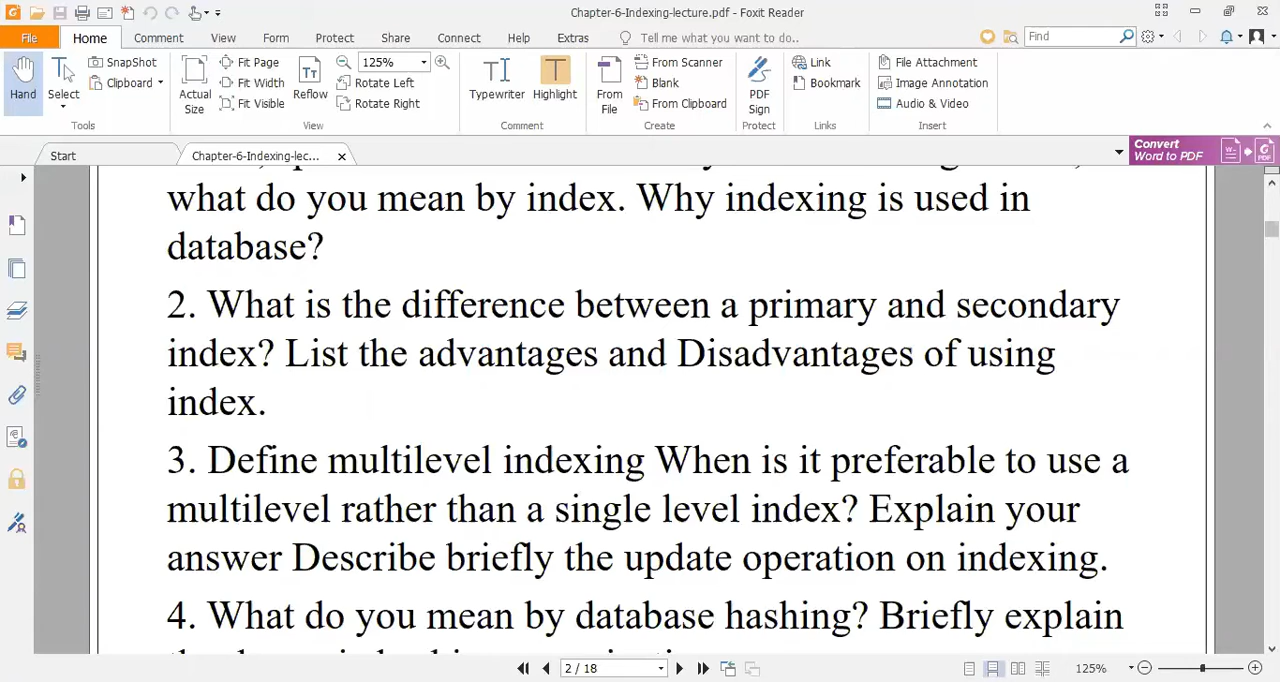 Chapter-6-Indexing-lecture.pdf - Foxit Reader
File Home Comment View Form Protect Share Connect Help Extras Tell me what you want to do.. Find
Hand Select SnapShot Clipboard Actual Size Fit Page Fit Width Fit Visible Reflow 125% Rotate Left Rotate Right Typewriter Highlight From File From Scanner Blank From Clipboard PDF Sign Link Bookmark File Attachment Image Annotation Audio & Video
Tools View Comment Create Protect Links Insert
Start Chapter-6-Indexing-lec... Convert Word to PDF
what do you mean by index. Why indexing is used in
database?
2. What is the difference between a primary and secondary
index? List the advantages and Disadvantages of using
index.
3. Define multilevel indexing When is it preferable to use a
multilevel rather than a single level index? Explain your
answer Describe briefly the update operation on indexing.
4. What do you mean by database hashing? Briefly explain
2 / 18 125%